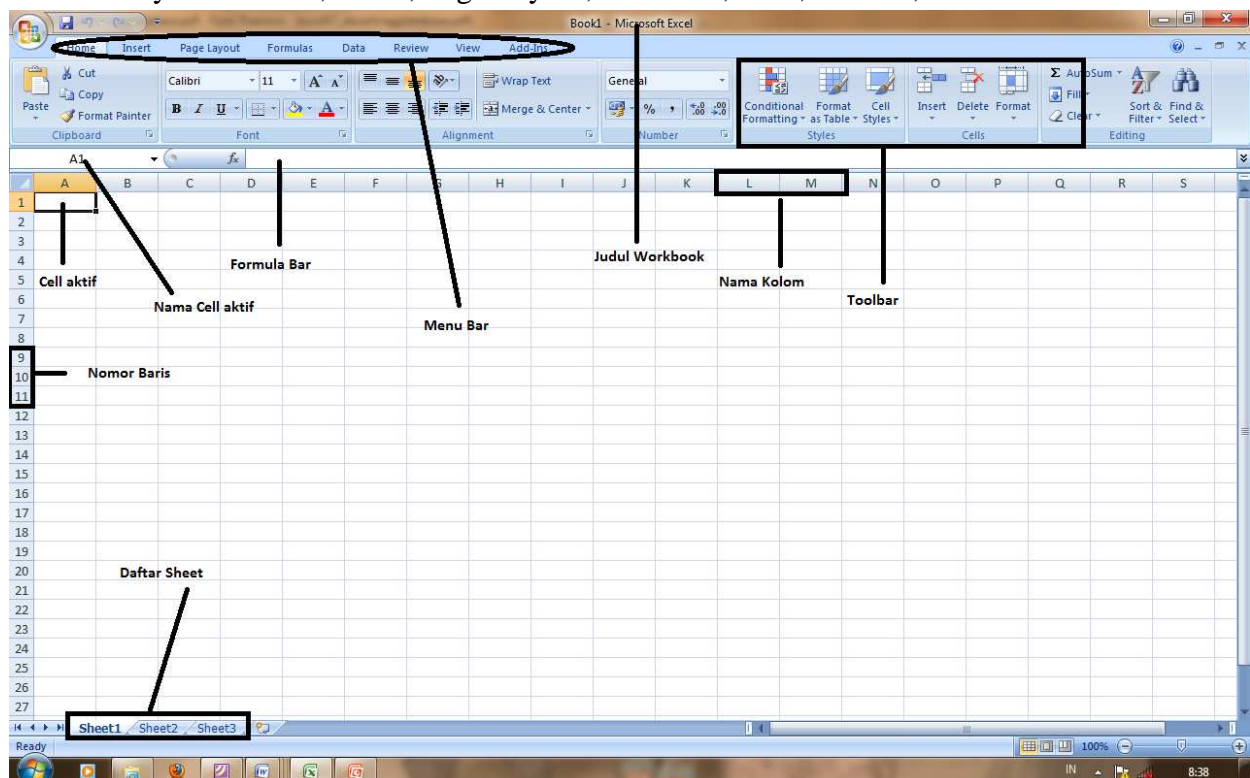 Book1 - Microsoft Excel
Home Insert Page Layout Formulas Data Review View Add-Ins
Cut
Copy
Format Painter
Paste
Calibri 11
Wrap Text
Merge & Center
General
Conditional Formatting
Format as Table
Cell Styles
Insert Delete Format
Σ AutoSum
Fill
Clear
Sort & Filter
Find & Select
Clipboard Font Alignment Number Styles Cells Editing
A1 fx
A B C D E F G H I J K L M N O P Q R S
1
2
3
4
5
6
7
8
9
10
11
12
13
14
15
16
17
18
19
20
21
22
23
24
25
26
27
Cell aktif
Nama Cell aktif
Formula Bar
Menu Bar
Judul Workbook
Nama Kolom
Toolbar
Nomor Baris
Daftar Sheet
Sheet1 Sheet2 Sheet3
Ready 100%
IN 8:38